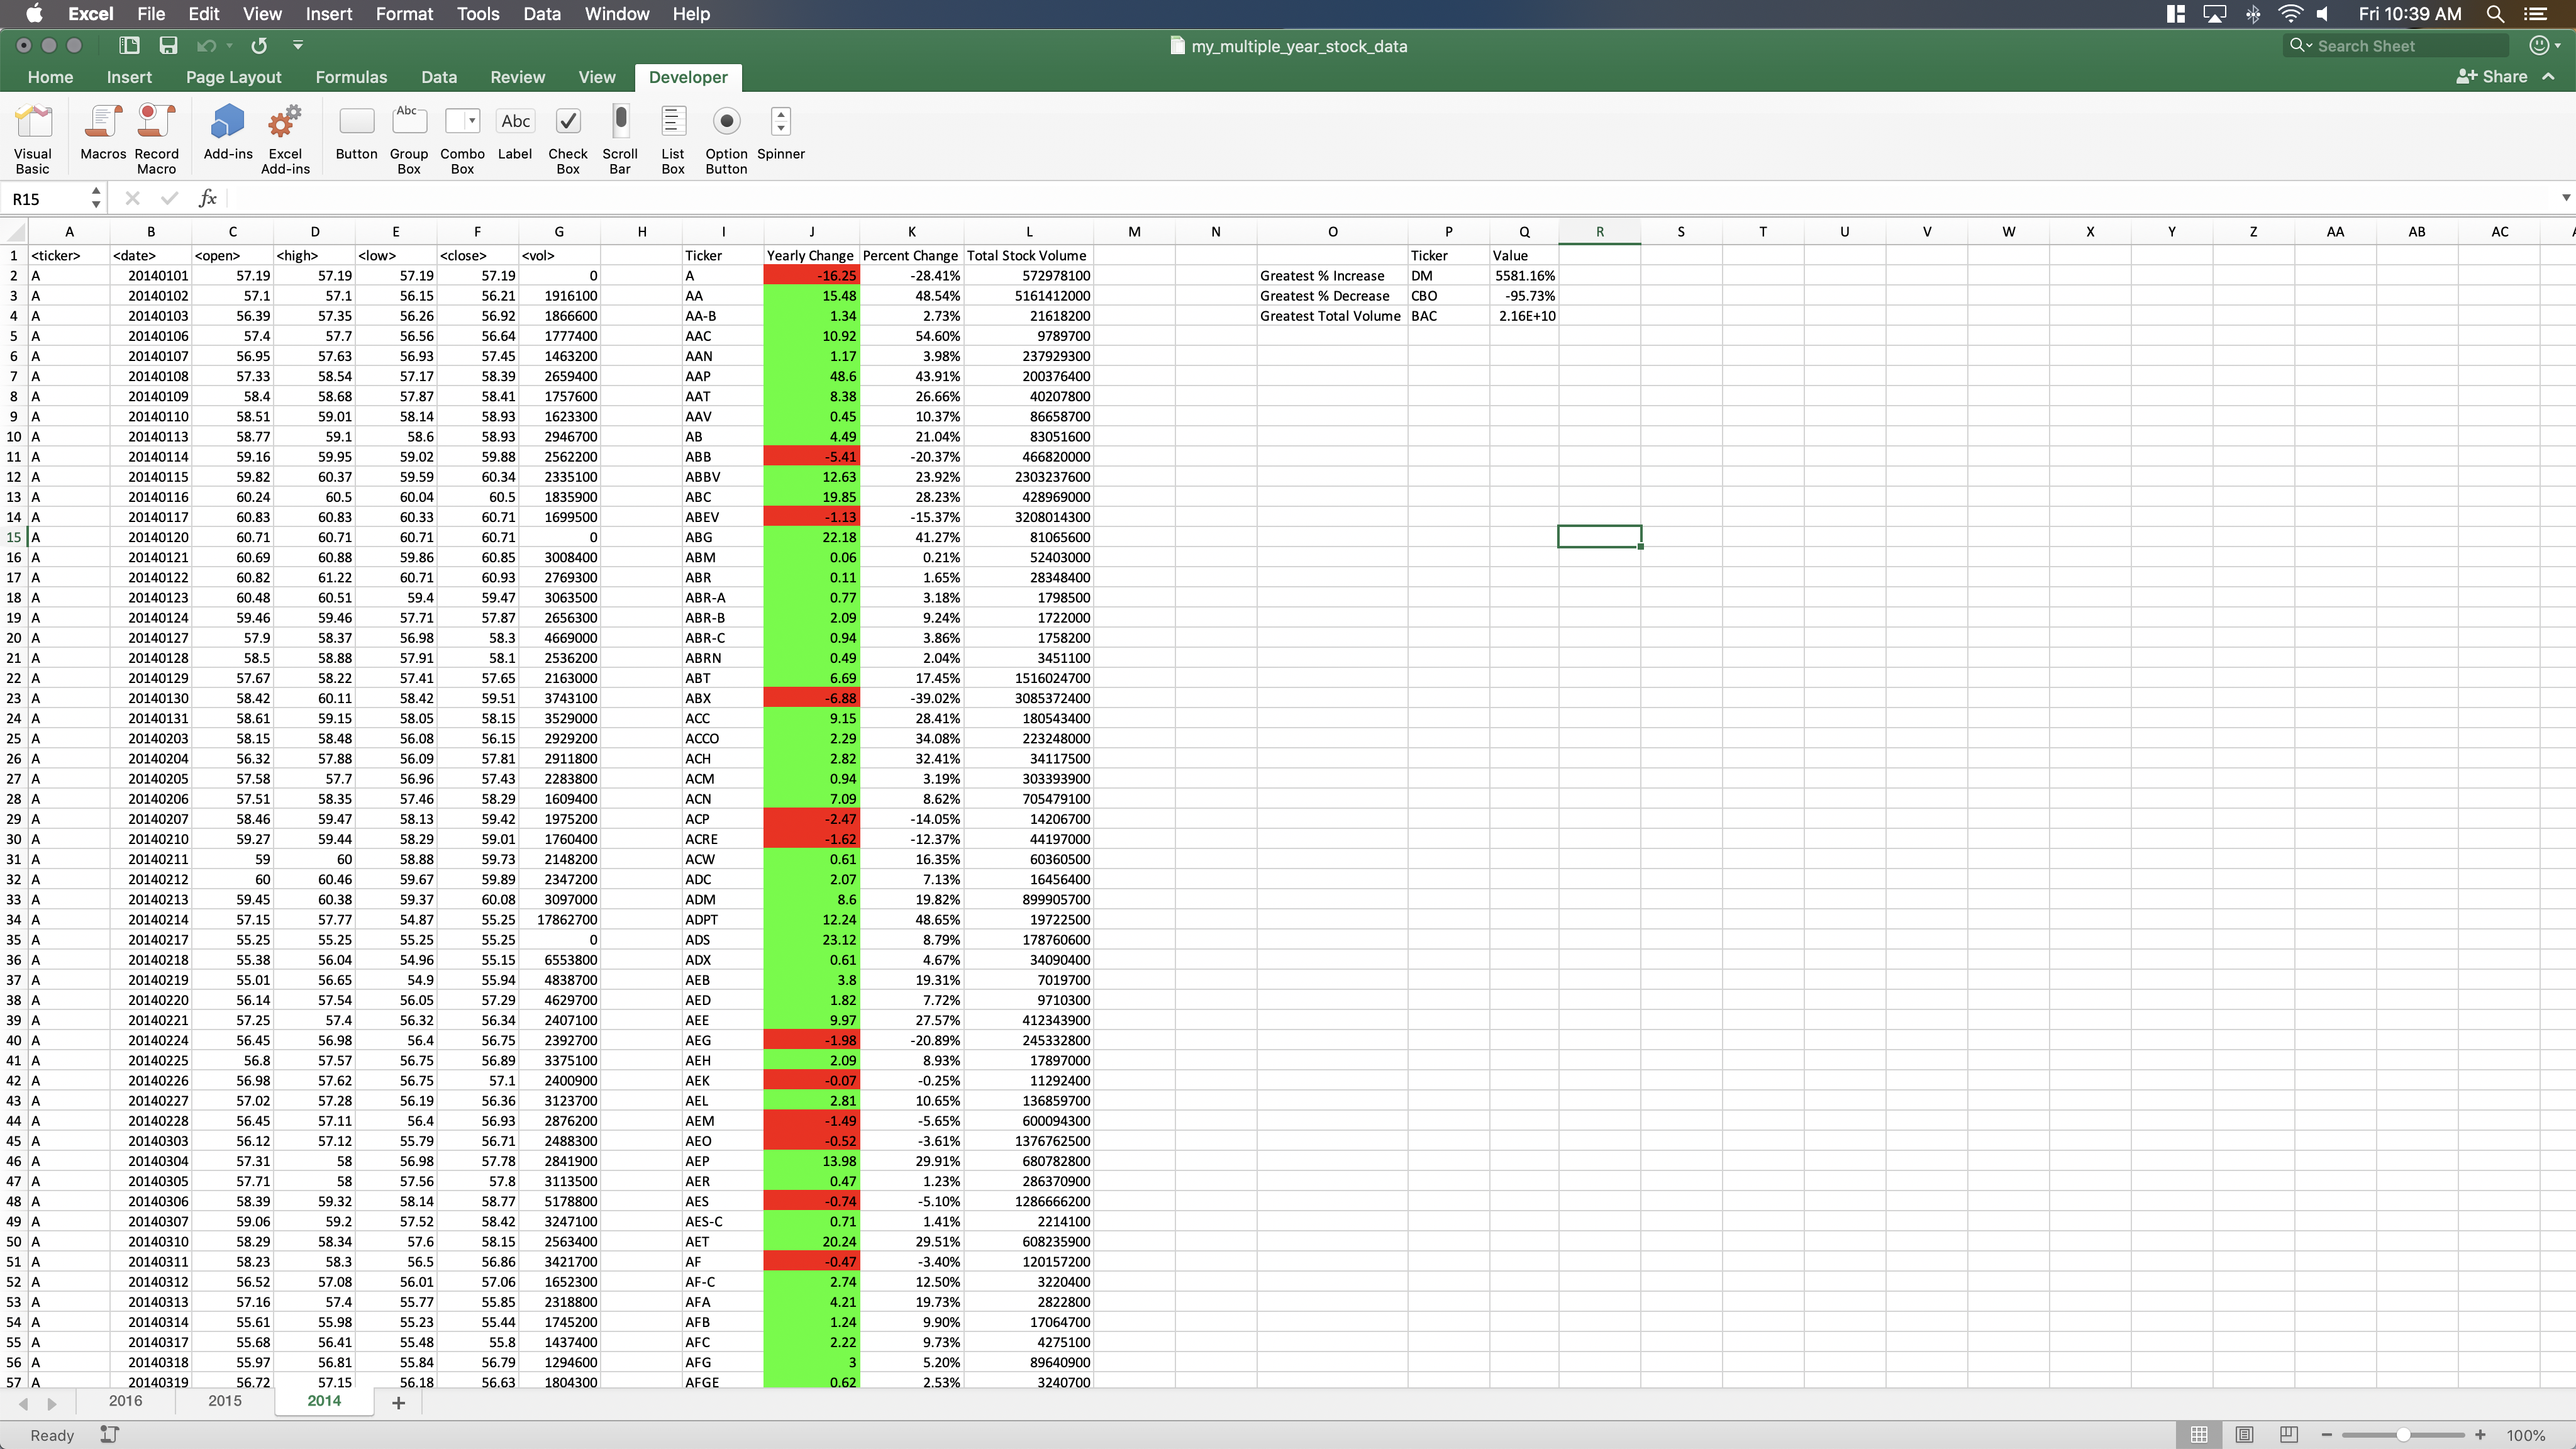 Excel File Edit View Insert Format Tools Data Window Help Fri 10:39 AM
my_multiple_year_stock_data Search Sheet
Home Insert Page Layout Formulas Data Review View Developer Share
Abc Abc
Visual Basic Macros Record Macro Add-ins Excel Add-ins Button Group Box Combo Box Label Check Box Scroll Bar List Box Option Button Spinner
R15 fx
A B C D E F G H I J K L M N O P Q R S T U V W X Y Z AA AB AC
1 <ticker> <date> <open> <high> <low> <close> <vol> Ticker Yearly Change Percent Change Total Stock Volume Ticker Value
2 A 20140101 57.19 57.19 57.19 57.19 0 A -16.25 -28.41% 572978100 Greatest % Increase DM 5581.16%
3 A 20140102 57.1 57.1 56.15 56.21 1916100 AA 15.48 48.54% 5161412000 Greatest % Decrease CBO -95.73%
4 A 20140103 56.39 57.35 56.26 56.92 1866600 AA-B 1.34 2.73% 21618200 Greatest Total Volume BAC 2.16E+10
5 A 20140106 57.4 57.7 56.56 56.64 1777400 AAC 10.92 54.60% 9789700
6 A 20140107 56.95 57.63 56.93 57.45 1463200 AAN 1.17 3.98% 237929300
7 A 20140108 57.33 58.54 57.17 58.39 2659400 AAP 48.6 43.91% 200376400
8 A 20140109 58.4 58.68 57.87 58.41 1757600 AAT 8.38 26.66% 40207800
9 A 20140110 58.51 59.01 58.14 58.93 1623300 AAV 0.45 10.37% 86658700
10 A 20140113 58.77 59.1 58.6 58.93 2946700 AB 4.49 21.04% 83051600
11 A 20140114 59.16 59.95 59.02 59.88 2562200 ABB -5.41 -20.37% 466820000
12 A 20140115 59.82 60.37 59.59 60.34 2335100 ABBV 12.63 23.92% 2303237600
13 A 20140116 60.24 60.5 60.04 60.5 1835900 ABC 19.85 28.23% 428969000
14 A 20140117 60.83 60.83 60.33 60.71 1699500 ABEV -1.13 -15.37% 3208014300
15 A 20140120 60.71 60.71 60.71 60.71 0 ABG 22.18 41.27% 81065600
16 A 20140121 60.69 60.88 59.86 60.85 3008400 ABM 0.06 0.21% 52403000
17 A 20140122 60.82 61.22 60.71 60.93 2769300 ABR 0.11 1.65% 28348400
18 A 20140123 60.48 60.51 59.4 59.47 3063500 ABR-A 0.77 3.18% 1798500
19 A 20140124 59.46 59.46 57.71 57.87 2656300 ABR-B 2.09 9.24% 1722000
20 A 20140127 57.9 58.37 56.98 58.3 4669000 ABR-C 0.94 3.86% 1758200
21 A 20140128 58.5 58.88 57.91 58.1 2536200 ABRN 0.49 2.04% 3451100
22 A 20140129 57.67 58.22 57.41 57.65 2163000 ABT 6.69 17.45% 1516024700
23 A 20140130 58.42 60.11 58.42 59.51 3743100 ABX -6.88 -39.02% 3085372400
24 A 20140131 58.61 59.15 58.05 58.15 3529000 ACC 9.15 28.41% 180543400
25 A 20140203 58.15 58.48 56.08 56.15 2929200 ACCO 2.29 34.08% 223248000
26 A 20140204 56.32 57.88 56.09 57.81 2911800 ACH 2.82 32.41% 34117500
27 A 20140205 57.58 57.7 56.96 57.43 2283800 ACM 0.94 3.19% 303393900
28 A 20140206 57.51 58.35 57.46 58.29 1609400 ACN 7.09 8.62% 705479100
29 A 20140207 58.46 59.47 58.13 59.42 1975200 ACP -2.47 -14.05% 14206700
30 A 20140210 59.27 59.44 58.29 59.01 1760400 ACRE -1.62 -12.37% 44197000
31 A 20140211 59 60 58.88 59.73 2148200 ACW 0.61 16.35% 60360500
32 A 20140212 60 60.46 59.67 59.89 2347200 ADC 2.07 7.13% 16456400
33 A 20140213 59.45 60.38 59.37 60.08 3097000 ADM 8.6 19.82% 899905700
34 A 20140214 57.15 57.77 54.87 55.25 17862700 ADPT 12.24 48.65% 19722500
35 A 20140217 55.25 55.25 55.25 55.25 0 ADS 23.12 8.79% 178760600
36 A 20140218 55.38 56.04 54.96 55.15 6553800 ADX 0.61 4.67% 34090400
37 A 20140219 55.01 56.65 54.9 55.94 4838700 AEB 3.8 19.31% 7019700
38 A 20140220 56.14 57.54 56.05 57.29 4629700 AED 1.82 7.72% 9710300
39 A 20140221 57.25 57.4 56.32 56.34 2407100 AEE 9.97 27.57% 412343900
40 A 20140224 56.45 56.98 56.4 56.75 2392700 AEG -1.98 -20.89% 245332800
41 A 20140225 56.8 57.57 56.75 56.89 3375100 AEH 2.09 8.93% 17897000
42 A 20140226 56.98 57.62 56.75 57.1 2400900 AEK -0.07 -0.25% 11292400
43 A 20140227 57.02 57.28 56.19 56.36 3123700 AEL 2.81 10.65% 136859700
44 A 20140228 56.45 57.11 56.4 56.93 2876200 AEM -1.49 -5.65% 600094300
45 A 20140303 56.12 57.12 55.79 56.71 2488300 AEO -0.52 -3.61% 1376762500
46 A 20140304 57.31 58 56.98 57.78 2841900 AEP 13.98 29.91% 680782800
47 A 20140305 57.71 58 57.56 57.8 3113500 AER 0.47 1.23% 286370900
48 A 20140306 58.39 59.32 58.14 58.77 5178800 AES -0.74 -5.10% 1286666200
49 A 20140307 59.06 59.2 57.52 58.42 3247100 AES-C 0.71 1.41% 2214100
50 A 20140310 58.29 58.34 57.6 58.15 2563400 AET 20.24 29.51% 608235900
51 A 20140311 58.23 58.3 56.5 56.86 3421700 AF -0.47 -3.40% 120157200
52 A 20140312 56.52 57.08 56.01 57.06 1652300 AF-C 2.74 12.50% 3220400
53 A 20140313 57.16 57.4 55.77 55.85 2318800 AFA 4.21 19.73% 2822800
54 A 20140314 55.61 55.98 55.23 55.44 1745200 AFB 1.24 9.90% 17064700
55 A 20140317 55.68 56.41 55.48 55.8 1437400 AFC 2.22 9.73% 4275100
56 A 20140318 55.97 56.81 55.84 56.79 1294600 AFG 3 5.20% 89640900
57 A 20140319 56.72 57.15 56.18 56.63 1804300 AFGE 0.62 2.53% 3240700
2016 2015 2014
Ready 100%